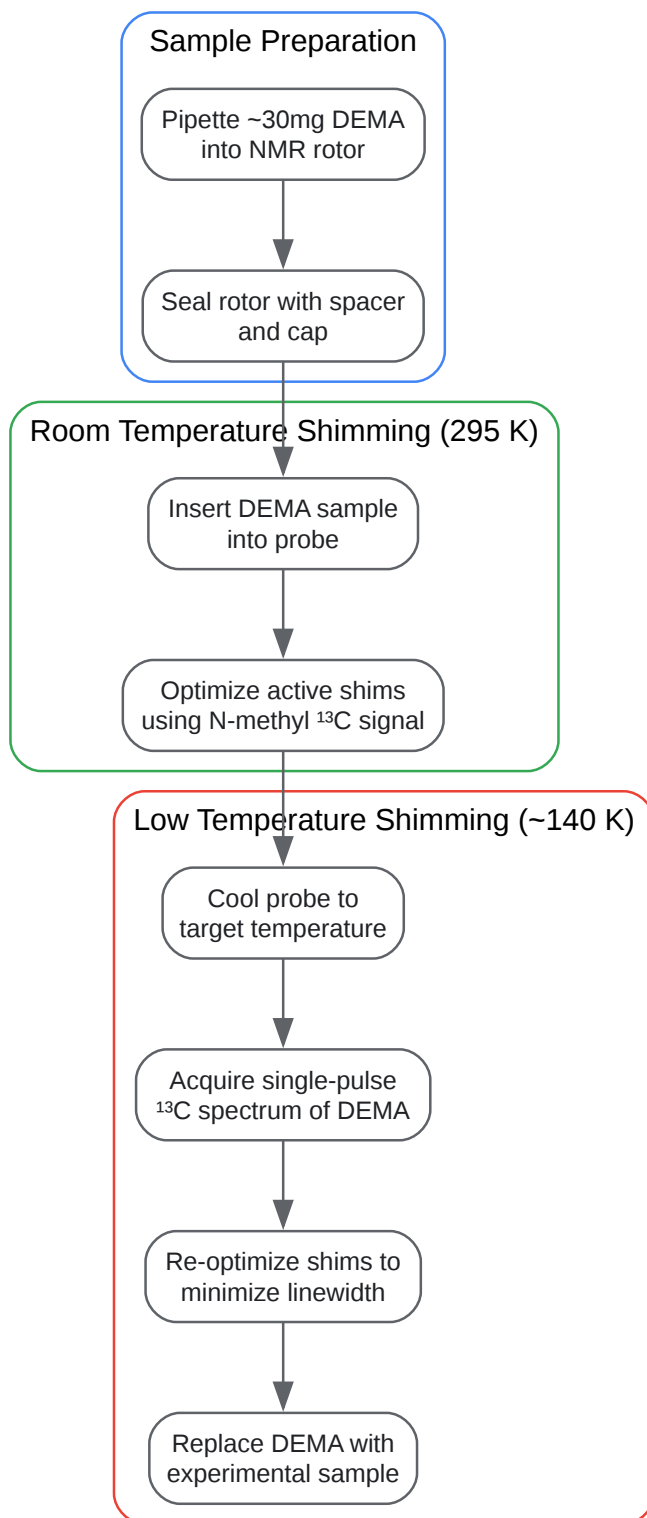 Sample Preparation
Pipette ~30mg DEMA
into NMR rotor
Seal rotor with spacer
and cap
Room Temperature Shimming (295 K)
Insert DEMA sample
into probe
Optimize active shims
using N-methyl ¹³C signal
Low Temperature Shimming (~140 K)
Cool probe to
target temperature
Acquire single-pulse
¹³C spectrum of DEMA
Re-optimize shims to
minimize linewidth
Replace DEMA with
experimental sample